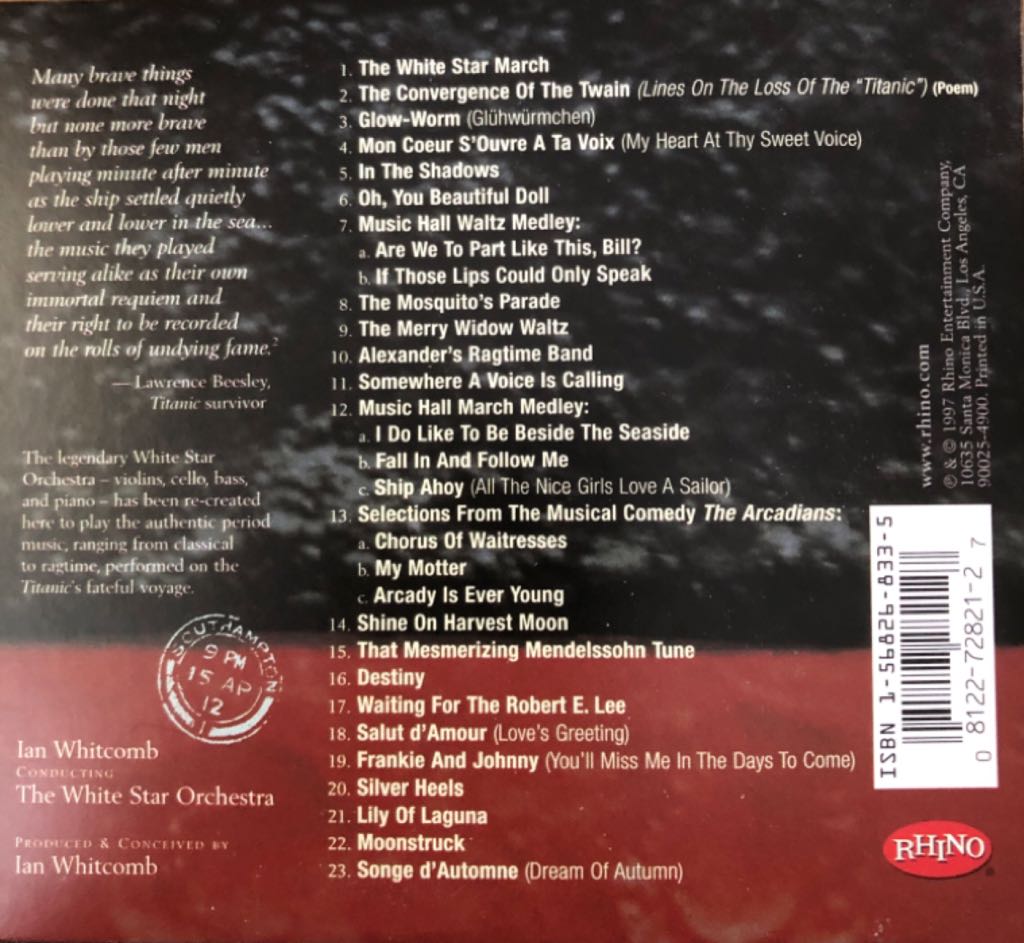 Many brave things
were done that night
but none more brave
than by those few men
playing minute after minute
as the ship settled quietly
lower and lower in the sea...
the music they played
serving alike as their own
immortal requiem and
their right to be recorded
on the rolls of undying fame.2
—Lawrence Beesley,
Titanic survivor
The legendary White Star
Orchestra – violins, cello, bass,
and piano – has been re-created
here to play the authentic period
music, ranging from classical
to ragtime, performed on the
Titanic's fateful voyage.
SOUTHAMPTON
9 PM
15 AP
12
Ian Whitcomb
CONDUCTING
The White Star Orchestra
PRODUCED & CONCEIVED BY
Ian Whitcomb
1. The White Star March
2. The Convergence Of The Twain (Lines On The Loss Of The "Titanic") (Poem)
3. Glow-Worm (Glühwürmchen)
4. Mon Coeur S'Ouvre A Ta Voix (My Heart At Thy Sweet Voice)
5. In The Shadows
6. Oh, You Beautiful Doll
7. Music Hall Waltz Medley:
a. Are We To Part Like This, Bill?
b. If Those Lips Could Only Speak
8. The Mosquito's Parade
9. The Merry Widow Waltz
10. Alexander's Ragtime Band
11. Somewhere A Voice Is Calling
12. Music Hall March Medley:
a. I Do Like To Be Beside The Seaside
b. Fall In And Follow Me
c. Ship Ahoy (All The Nice Girls Love A Sailor)
13. Selections From The Musical Comedy The Arcadians:
a. Chorus Of Waitresses
b. My Motter
c. Arcady Is Ever Young
14. Shine On Harvest Moon
15. That Mesmerizing Mendelssohn Tune
16. Destiny
17. Waiting For The Robert E. Lee
18. Salut d'Amour (Love's Greeting)
19. Frankie And Johnny (You'll Miss Me In The Days To Come)
20. Silver Heels
21. Lily Of Laguna
22. Moonstruck
23. Songe d'Automne (Dream Of Autumn)
www.rhino.com
℗ & © 1997 Rhino Entertainment Company,
10635 Santa Monica Blvd., Los Angeles, CA
90025-4900. Printed in U.S.A.
ISBN 1-56826-833-5
0 8122-72821-2 7
RHINO®